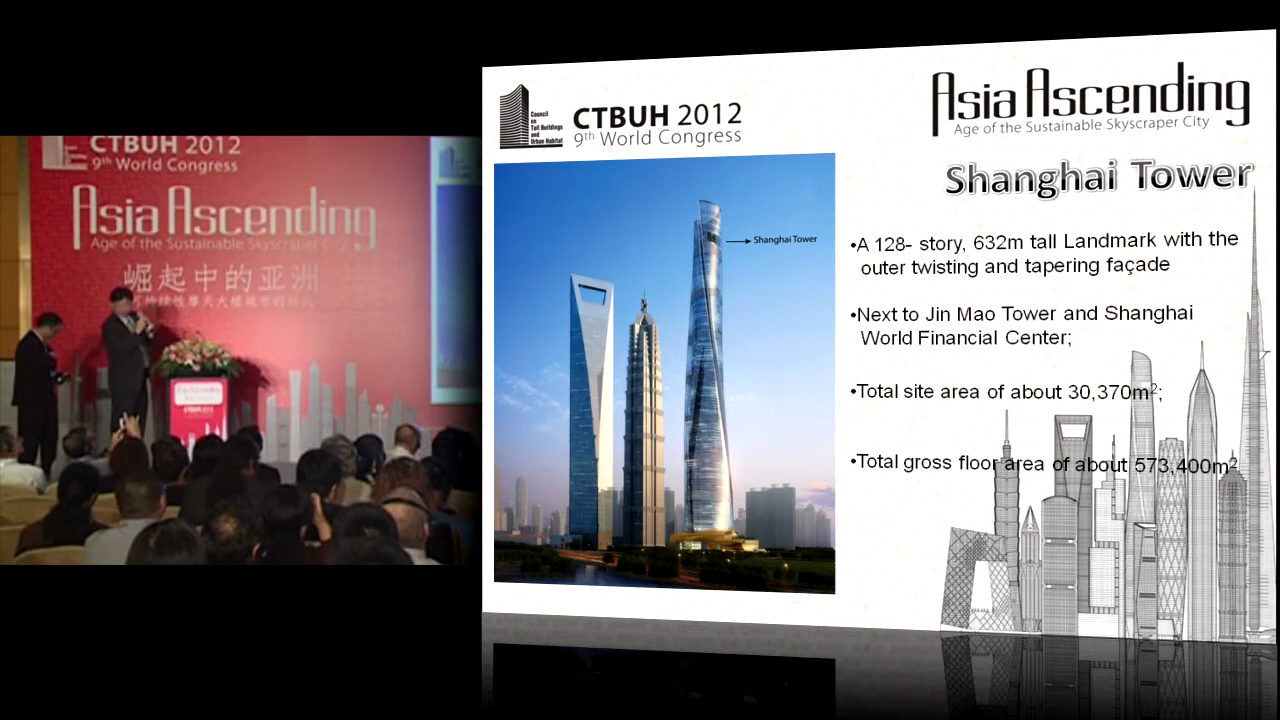 CTBUH 2012
9th World Congress
Asia Ascending
Age of the Sustainable Skyscraper City
崛起中的亚洲
Council
on
Tall Buildings
and
Urban Habitat
CTBUH 2012
9th World Congress
Asia Ascending
Age of the Sustainable Skyscraper City
Shanghai Tower
Shanghai Tower
•A 128- story, 632m tall Landmark with the
outer twisting and tapering façade
•Next to Jin Mao Tower and Shanghai
World Financial Center;
•Total site area of about 30,370m²;
•Total gross floor area of about 573,400m²